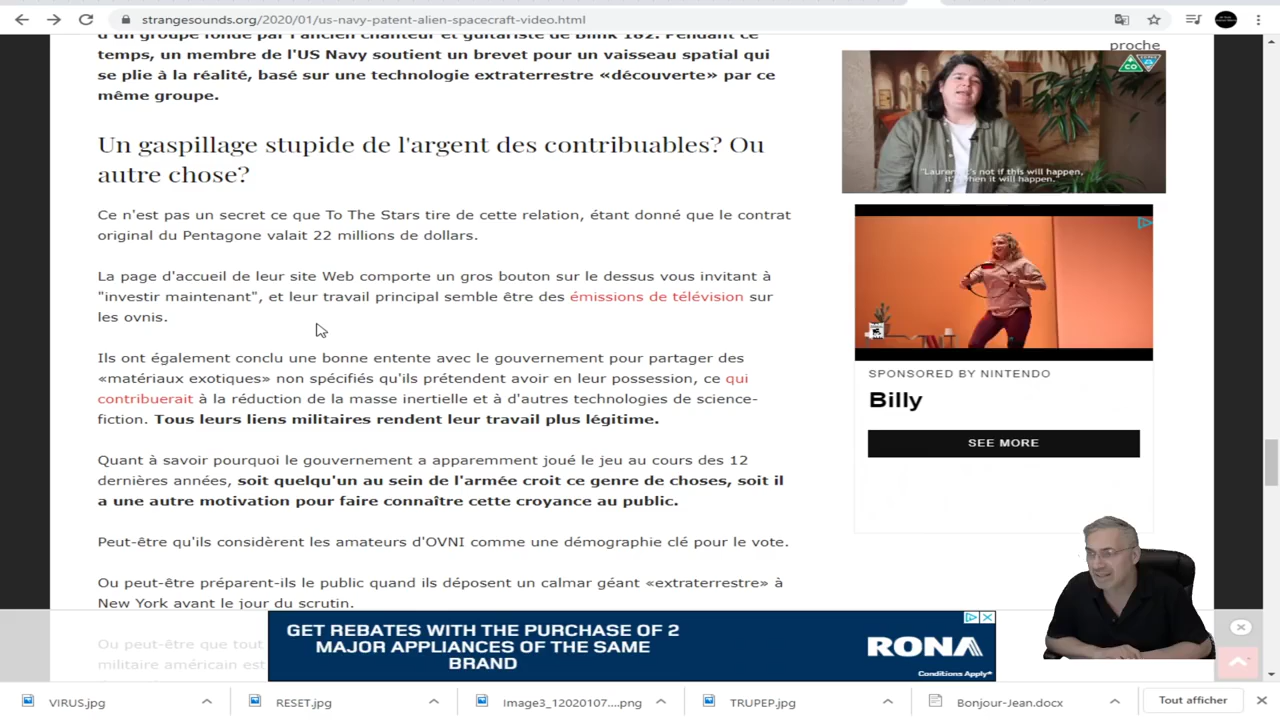 strangesounds.org/2020/01/us-navy-patent-alien-spacecraft-video.html
d'un groupe fondé par l'ancien chanteur et guitariste de Blink 182. Pendant ce
temps, un membre de l'US Navy soutient un brevet pour un vaisseau spatial qui
se plie à la réalité, basé sur une technologie extraterrestre «découverte» par ce
même groupe.
Un gaspillage stupide de l'argent des contribuables? Ou
autre chose?
Ce n'est pas un secret ce que To The Stars tire de cette relation, étant donné que le contrat
original du Pentagone valait 22 millions de dollars.
La page d'accueil de leur site Web comporte un gros bouton sur le dessus vous invitant à
"investir maintenant", et leur travail principal semble être des émissions de télévision sur
les ovnis.
Ils ont également conclu une bonne entente avec le gouvernement pour partager des
«matériaux exotiques» non spécifiés qu'ils prétendent avoir en leur possession, ce qui
contribuerait à la réduction de la masse inertielle et à d'autres technologies de science-
fiction. Tous leurs liens militaires rendent leur travail plus légitime.
Quant à savoir pourquoi le gouvernement a apparemment joué le jeu au cours des 12
dernières années, soit quelqu'un au sein de l'armée croit ce genre de choses, soit il
a une autre motivation pour faire connaître cette croyance au public.
Peut-être qu'ils considèrent les amateurs d'OVNI comme une démographie clé pour le vote.
Ou peut-être préparent-ils le public quand ils déposent un calmar géant «extraterrestre» à
New York avant le jour du scrutin.
Ou peut-être que tout
militaire américain est
proche
CO
"Lauren, it's not if this will happen,
it's when it will happen."
SPONSORED BY NINTENDO
Billy
SEE MORE
GET REBATES WITH THE PURCHASE OF 2
MAJOR APPLIANCES OF THE SAME
BRAND
RONA
Conditions Apply*
VIRUS.jpg
RESET.jpg
Image3_12020107....png
TRUPEP.jpg
Bonjour-Jean.docx
Tout afficher